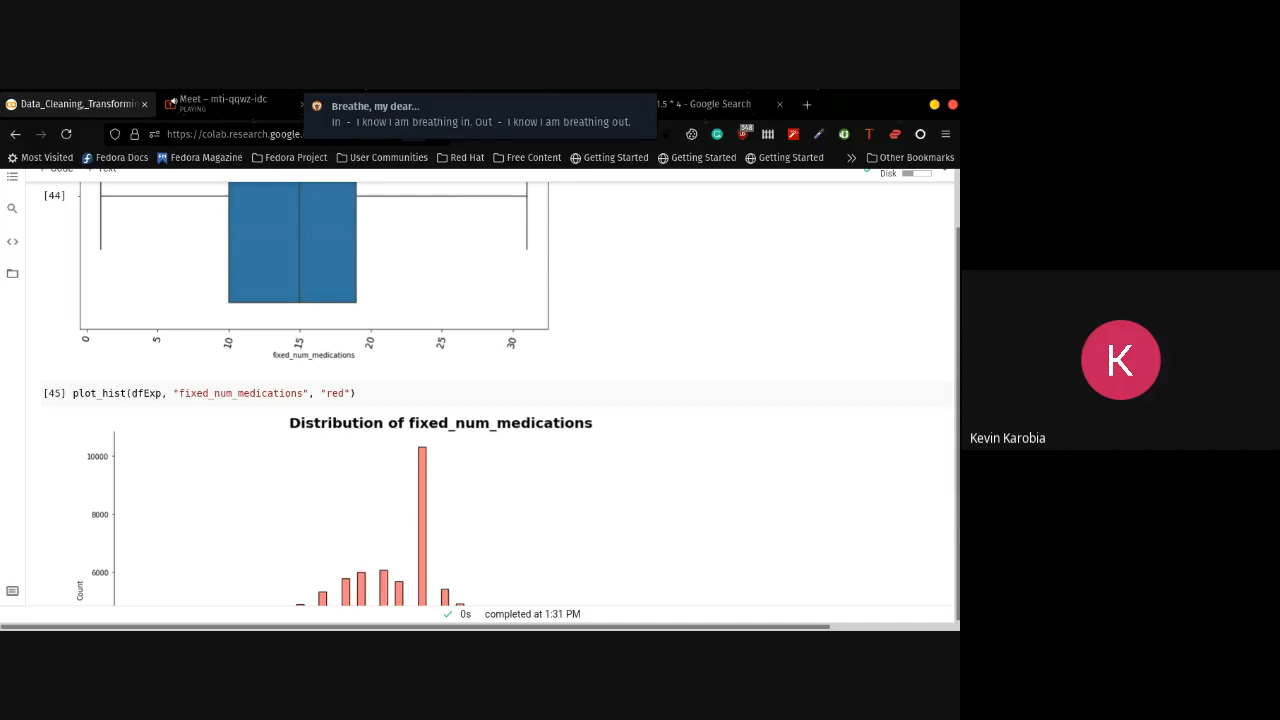 Data_Cleaning,_Transformin
Meet – mti-qqwz-idc
PLAYING
Breathe, my dear...
In - I know I am breathing in. Out - I know I am breathing out.
1.5 * 4 - Google Search
https://colab.research.google.
548
Most Visited
Fedora Docs
Fedora Magazine
Fedora Project
User Communities
Red Hat
Free Content
Getting Started
Getting Started
Getting Started
Other Bookmarks
Disk
[44]
0 5 10 15 20 25 30
fixed_num_medications
[45] plot_hist(dfExp, "fixed_num_medications", "red")
Distribution of fixed_num_medications
10000
8000
6000
Count
0s completed at 1:31 PM
K
Kevin Karobia